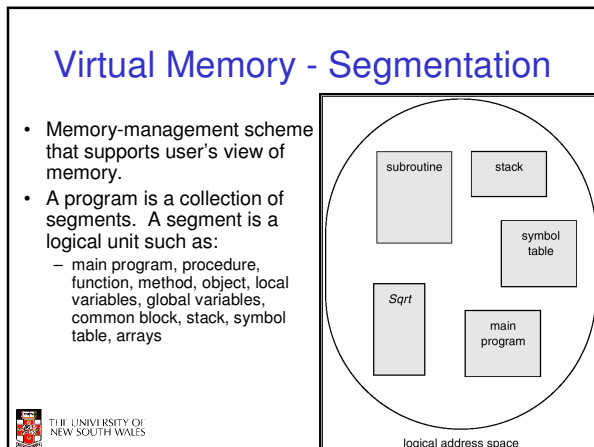 Virtual Memory - Segmentation
• Memory-management scheme
that supports user's view of
memory.
• A program is a collection of
segments. A segment is a
logical unit such as:
– main program, procedure,
function, method, object, local
variables, global variables,
common block, stack, symbol
table, arrays
subroutine
stack
symbol
table
Sqrt
main
program
logical address space
THE UNIVERSITY OF
NEW SOUTH WALES